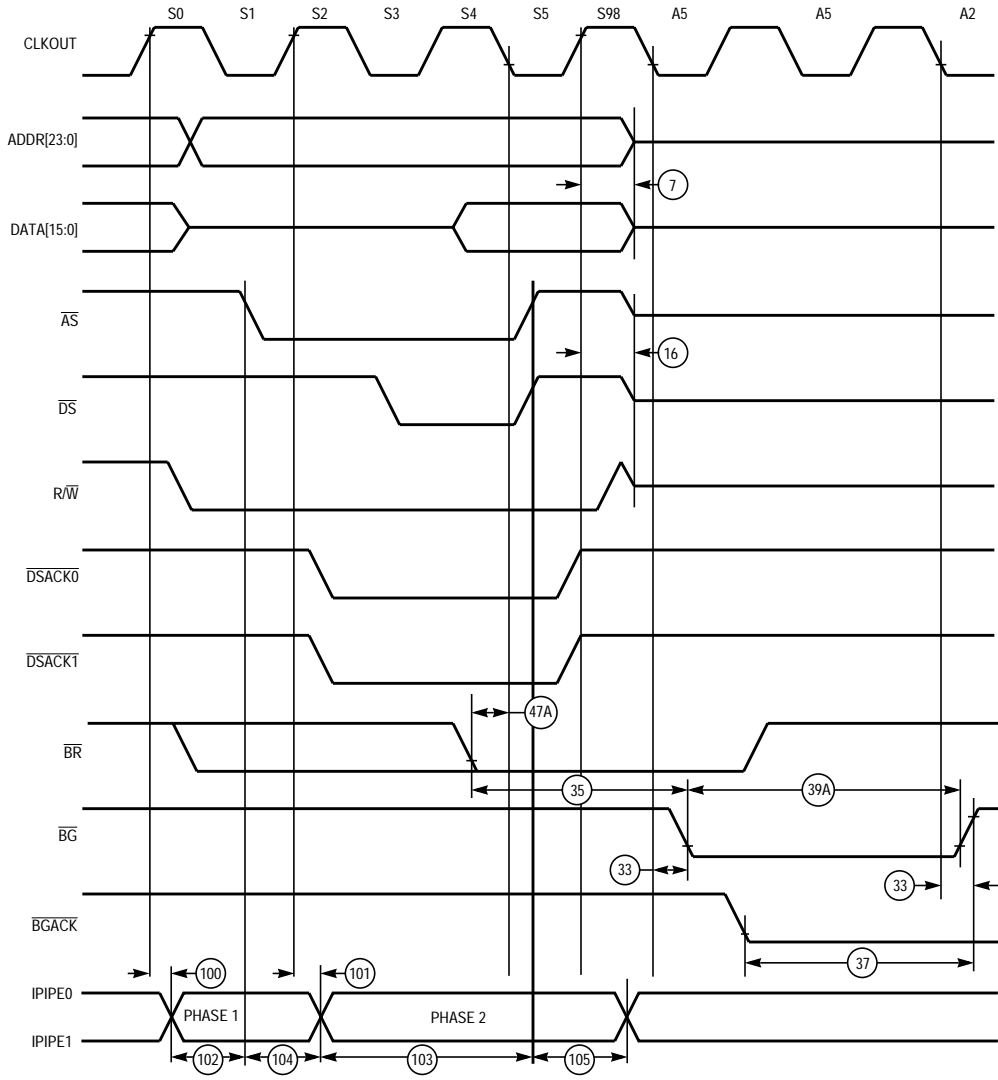 S0 S1 S2 S3 S4 S5 S98 A5 A5 A2
CLKOUT
ADDR[23:0]
7
DATA[15:0]
AS
16
DS
R/W
DSACK0
DSACK1
47A
BR
35 39A
BG
33 33
BGACK
37
100 101
IPIPE0
PHASE 1 PHASE 2
IPIPE1
102 104 103 105